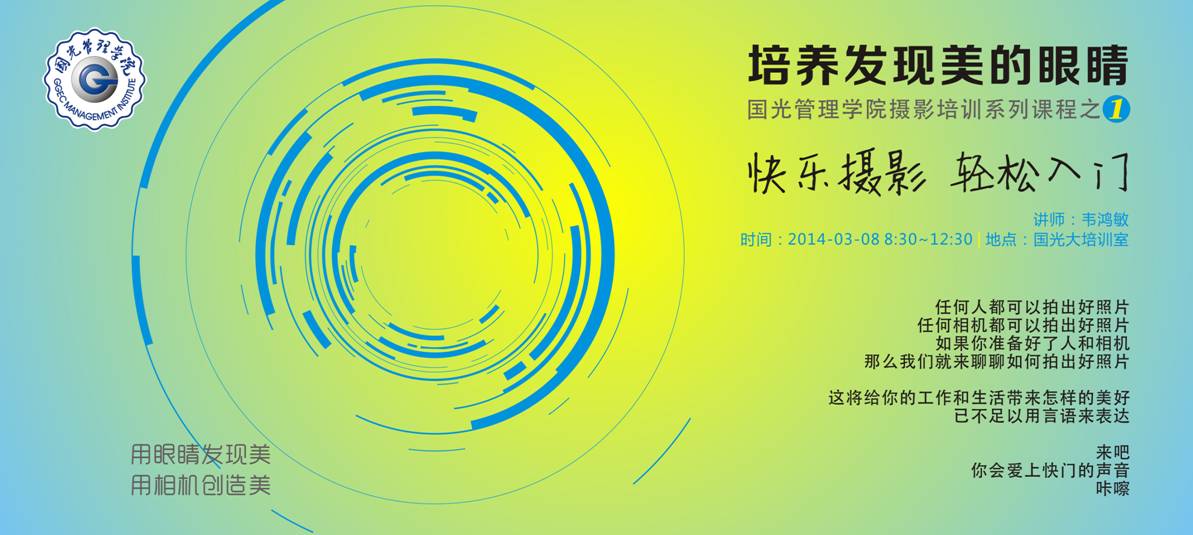 國光管理學院
GGEC MANAGEMENT INSTITUTE
G
培养发现美的眼睛
国光管理学院摄影培训系列课程之1
快乐摄影 轻松入门
讲师：韦鸿敏
时间：2014-03-08 8:30~12:30 | 地点：国光大培训室
任何人都可以拍出好照片
任何相机都可以拍出好照片
如果你准备好了人和相机
那么我们就来聊聊如何拍出好照片
这将给你的工作和生活带来怎样的美好
已不足以用言语来表达
来吧
你会爱上快门的声音
咔嚓
用眼睛发现美
用相机创造美